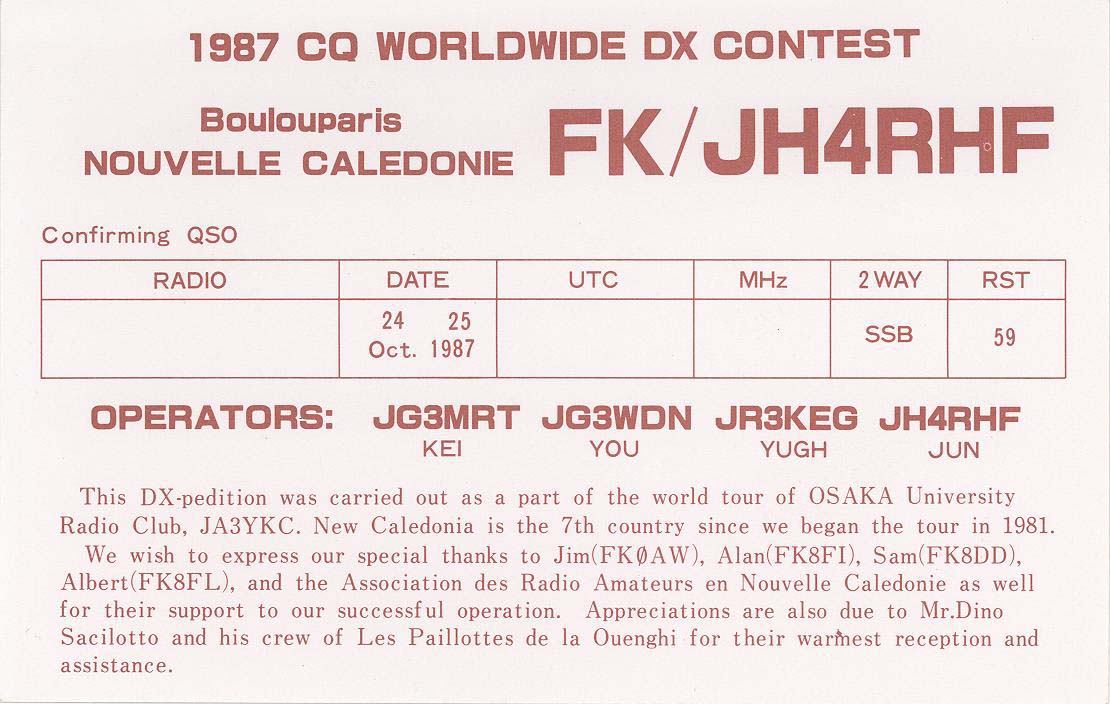 1987 CQ WORLDWIDE DX CONTEST
Boulouparis
NOUVELLE CALEDONIE
FK/JH4RHF
Confirming QSO
RADIO DATE UTC MHz 2 WAY RST
24 25
Oct. 1987
SSB
59
OPERATORS: JG3MRT JG3WDN JR3KEG JH4RHF
KEI YOU YUGH JUN
This DX-pedition was carried out as a part of the world tour of OSAKA University
Radio Club, JA3YKC. New Caledonia is the 7th country since we began the tour in 1981.
We wish to express our special thanks to Jim(FKØAW), Alan(FK8FI), Sam(FK8DD),
Albert(FK8FL), and the Association des Radio Amateurs en Nouvelle Caledonie as well
for their support to our successful operation. Appreciations are also due to Mr.Dino
Sacilotto and his crew of Les Paillottes de la Ouenghi for their warmest reception and
assistance.